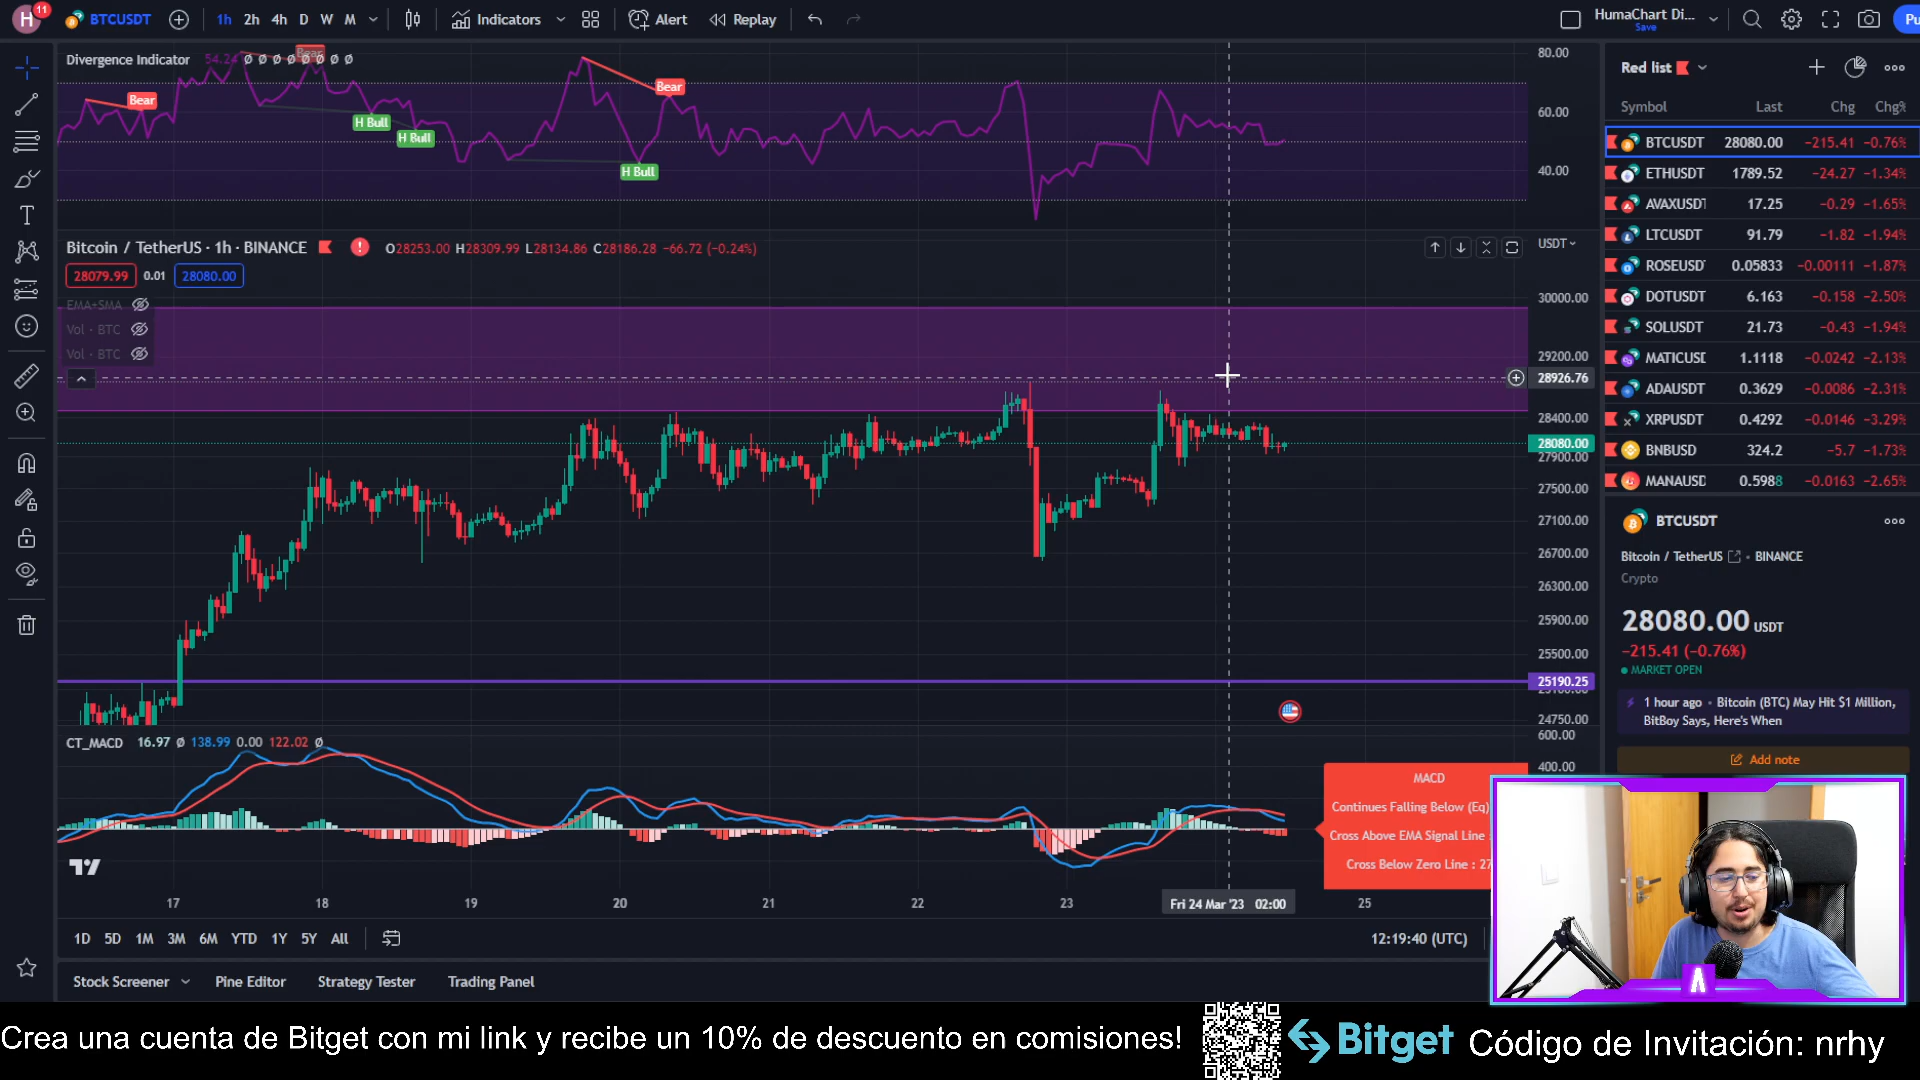 H 11 BTCUSDT 1h 2h 4h D W M Indicators Alert Replay HumaChart Di... Save Pu
Divergence Indicator 54.24 Ø Ø Ø Ø Ø Ø Ø Ø
Bear
Bear
Bear
H Bull
H Bull
H Bull
80.00
60.00
40.00
Bitcoin / TetherUS · 1h · BINANCE O28253.00 H28309.99 L28134.86 C28186.28 −66.72 (−0.24%)
USDT
28079.99 0.01 28080.00
EMA+SMA
Vol · BTC
Vol · BTC
30000.00
29200.00
28926.76
28400.00
28080.00
27900.00
27500.00
27100.00
26700.00
26300.00
25900.00
25500.00
25190.25
24750.00
600.00
400.00
CT_MACD 16.97 Ø 138.99 0.00 122.02 Ø
MACD
Continues Falling Below (Eq)
Cross Above EMA Signal Line :
Cross Below Zero Line : 27
17 18 19 20 21 22 23 Fri 24 Mar '23 02:00 25
1D 5D 1M 3M 6M YTD 1Y 5Y All 12:19:40 (UTC)
Stock Screener Pine Editor Strategy Tester Trading Panel
Red list
Symbol Last Chg Chg%
BTCUSDT 28080.00 −215.41 −0.76%
ETHUSDT 1789.52 −24.27 −1.34%
AVAXUSDT 17.25 −0.29 −1.65%
LTCUSDT 91.79 −1.82 −1.94%
ROSEUSD 0.05833 −0.00111 −1.87%
DOTUSDT 6.163 −0.158 −2.50%
SOLUSDT 21.73 −0.43 −1.94%
MATICUSD 1.1118 −0.0242 −2.13%
ADAUSDT 0.3629 −0.0086 −2.31%
XRPUSDT 0.4292 −0.0146 −3.29%
BNBUSD 324.2 −5.7 −1.73%
MANAUSD 0.5988 −0.0163 −2.65%
BTCUSDT
Bitcoin / TetherUS • BINANCE
Crypto
28080.00 USDT
−215.41 (−0.76%)
MARKET OPEN
1 hour ago • Bitcoin (BTC) May Hit $1 Million,
BitBoy Says, Here's When
Add note
Crea una cuenta de Bitget con mi link y recibe un 10% de descuento en comisiones! Bitget Código de Invitación: nrhy